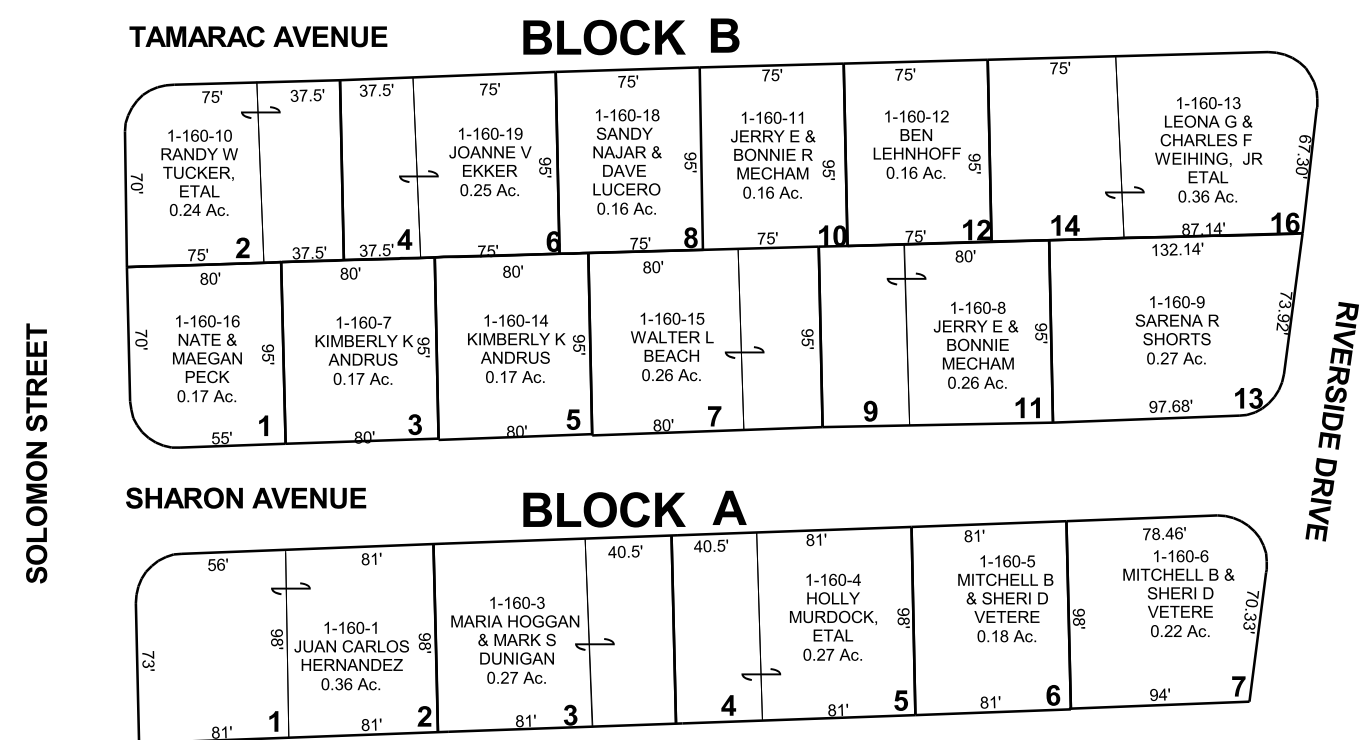 TAMARAC AVENUE
BLOCK B
75'
37.5'
37.5'
75'
75'
75'
75'
75'
1-160-10
RANDY W
TUCKER,
ETAL
0.24 Ac.
70'
75'
2
37.5'
37.5'
4
1-160-19
JOANNE V
EKKER
0.25 Ac.
95'
75'
6
1-160-18
SANDY
NAJAR &
DAVE
LUCERO
0.16 Ac.
95'
75'
8
1-160-11
JERRY E &
BONNIE R
MECHAM
0.16 Ac.
95'
75'
10
1-160-12
BEN
LEHNHOFF
0.16 Ac.
95'
75'
12
14
1-160-13
LEONA G &
CHARLES F
WEIHING, JR
ETAL
0.36 Ac.
67.30'
87.14'
16
80'
80'
80'
80'
80'
132.14'
1-160-16
NATE &
MAEGAN
PECK
0.17 Ac.
70'
95'
55'
1
1-160-7
KIMBERLY K
ANDRUS
0.17 Ac.
95'
80'
3
1-160-14
KIMBERLY K
ANDRUS
0.17 Ac.
95'
80'
5
1-160-15
WALTER L
BEACH
0.26 Ac.
80'
7
95'
9
1-160-8
JERRY E &
BONNIE
MECHAM
0.26 Ac.
95'
11
1-160-9
SARENA R
SHORTS
0.27 Ac.
73.92'
97.68'
13
SOLOMON STREET
RIVERSIDE DRIVE
SHARON AVENUE
BLOCK A
56'
81'
40.5'
40.5'
81'
81'
78.46'
73'
98'
81'
1
1-160-1
JUAN CARLOS
HERNANDEZ
0.36 Ac.
98'
81'
2
1-160-3
MARIA HOGGAN
& MARK S
DUNIGAN
0.27 Ac.
81'
3
4
1-160-4
HOLLY
MURDOCK,
ETAL
0.27 Ac.
98'
81'
5
1-160-5
MITCHELL B
& SHERI D
VETERE
0.18 Ac.
98'
81'
6
1-160-6
MITCHELL B &
SHERI D
VETERE
0.22 Ac.
70.33'
94'
7